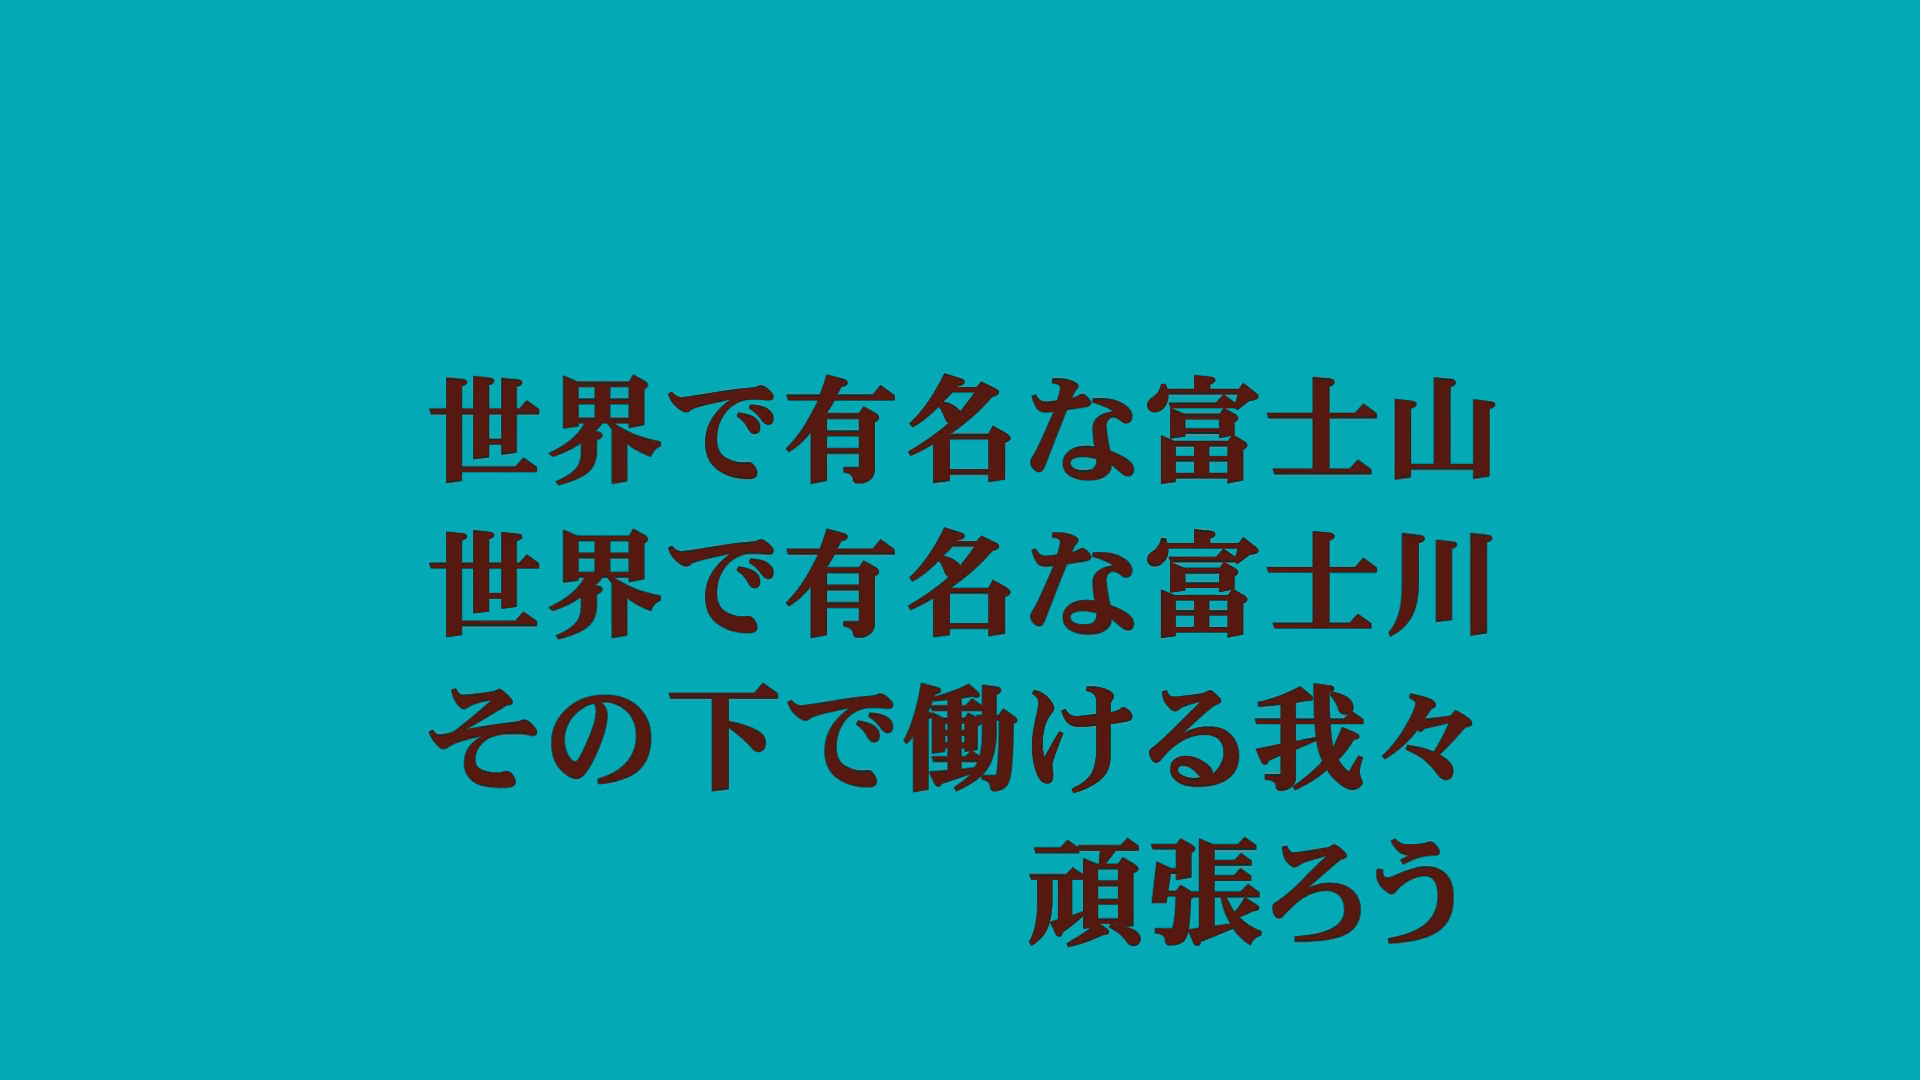 世界で有名な富士山
世界で有名な富士川
その下で働ける我々
頑張ろう